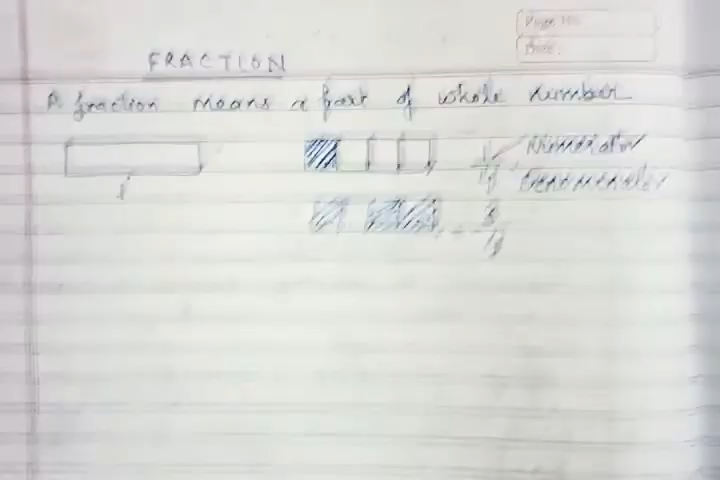 Page No.
Date:
FRACTION
A fraction means a part of whole number
1
1/4 Numerator
Denominator
= 3/4